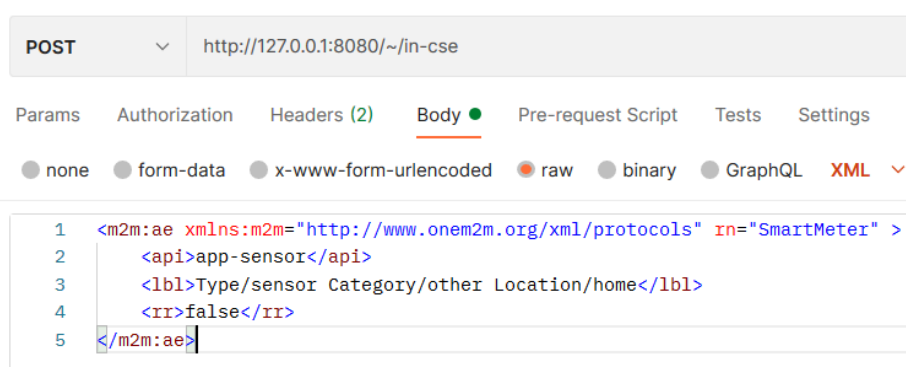 POST http://127.0.0.1:8080/~/in-cse
Params Authorization Headers (2) Body Pre-request Script Tests Settings
none form-data x-www-form-urlencoded raw binary GraphQL XML
1 <m2m:ae xmlns:m2m="http://www.onem2m.org/xml/protocols" rn="SmartMeter" >
2 <api>app-sensor</api>
3 <lbl>Type/sensor Category/other Location/home</lbl>
4 <rr>false</rr>
5 </m2m:ae>